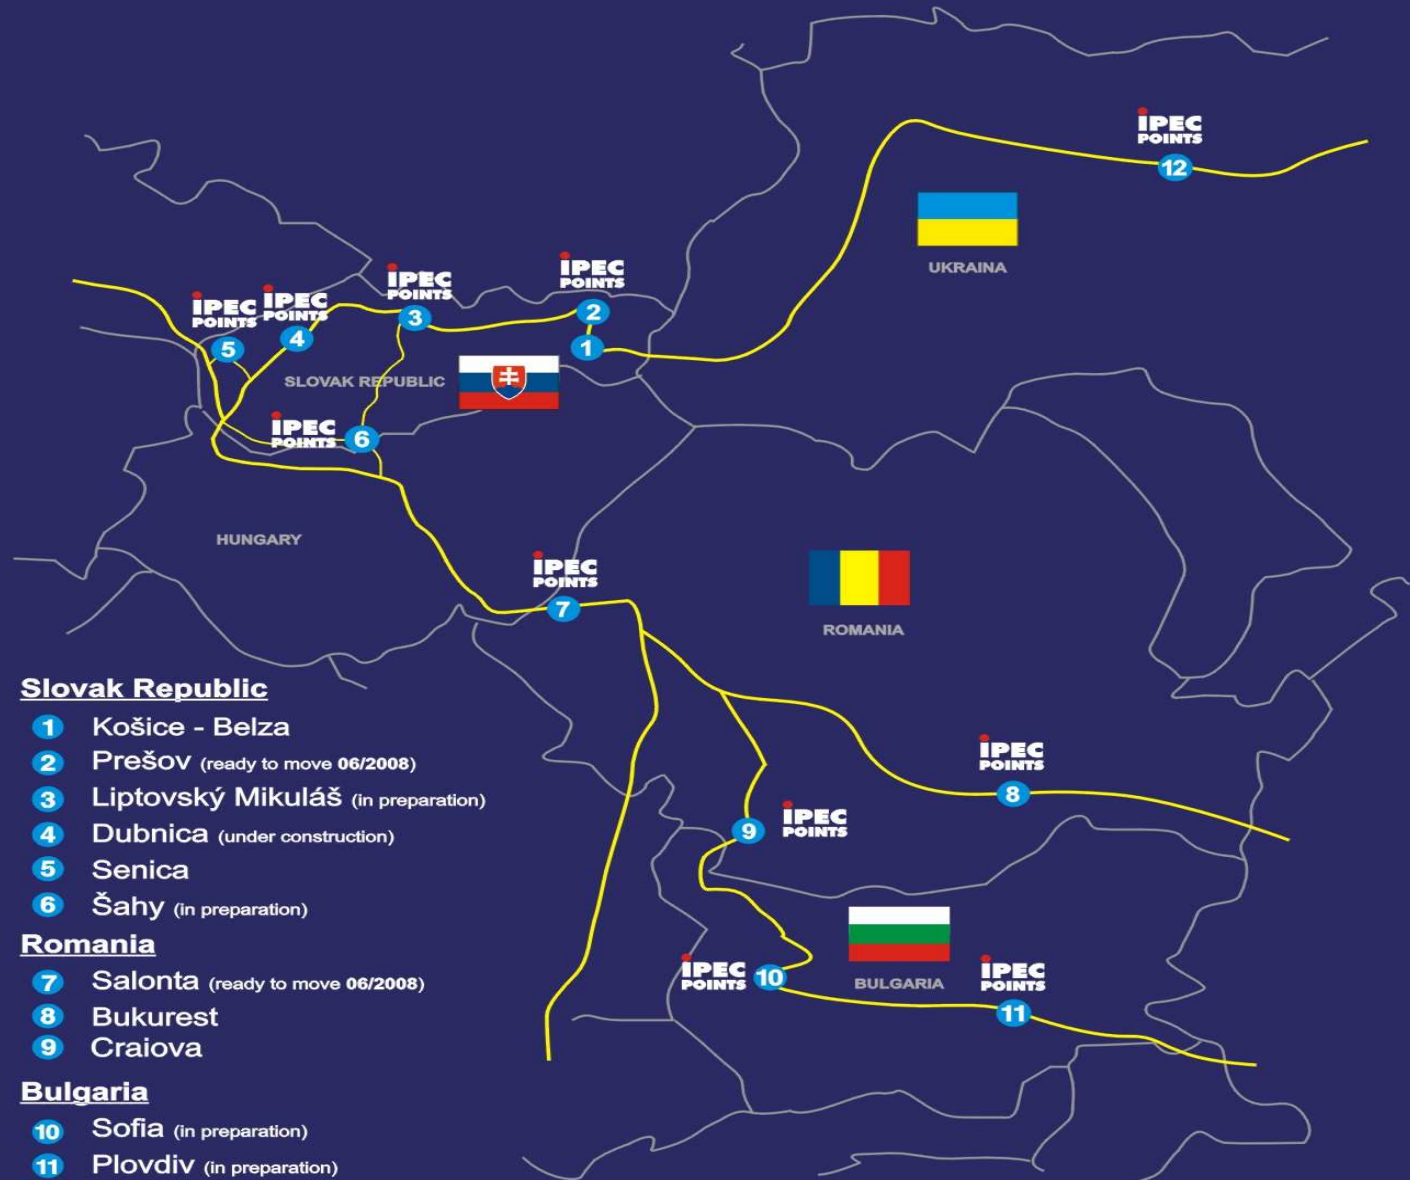 iPEC
POINTS
12
UKRAINA
iPEC
POINTS
2
iPEC
POINTS
3
iPEC
POINTS
4
iPEC
POINTS
5
1
SLOVAK REPUBLIC
iPEC
POINTS
6
HUNGARY
iPEC
POINTS
7
ROMANIA
iPEC
POINTS
8
iPEC
POINTS
9
iPEC
POINTS
10
BULGARIA
iPEC
POINTS
11
Slovak Republic
1 Košice - Belza
2 Prešov (ready to move 06/2008)
3 Liptovský Mikuláš (in preparation)
4 Dubnica (under construction)
5 Senica
6 Šahy (in preparation)
Romania
7 Salonta (ready to move 06/2008)
8 Bukurest
9 Craiova
Bulgaria
10 Sofia (in preparation)
11 Plovdiv (in preparation)